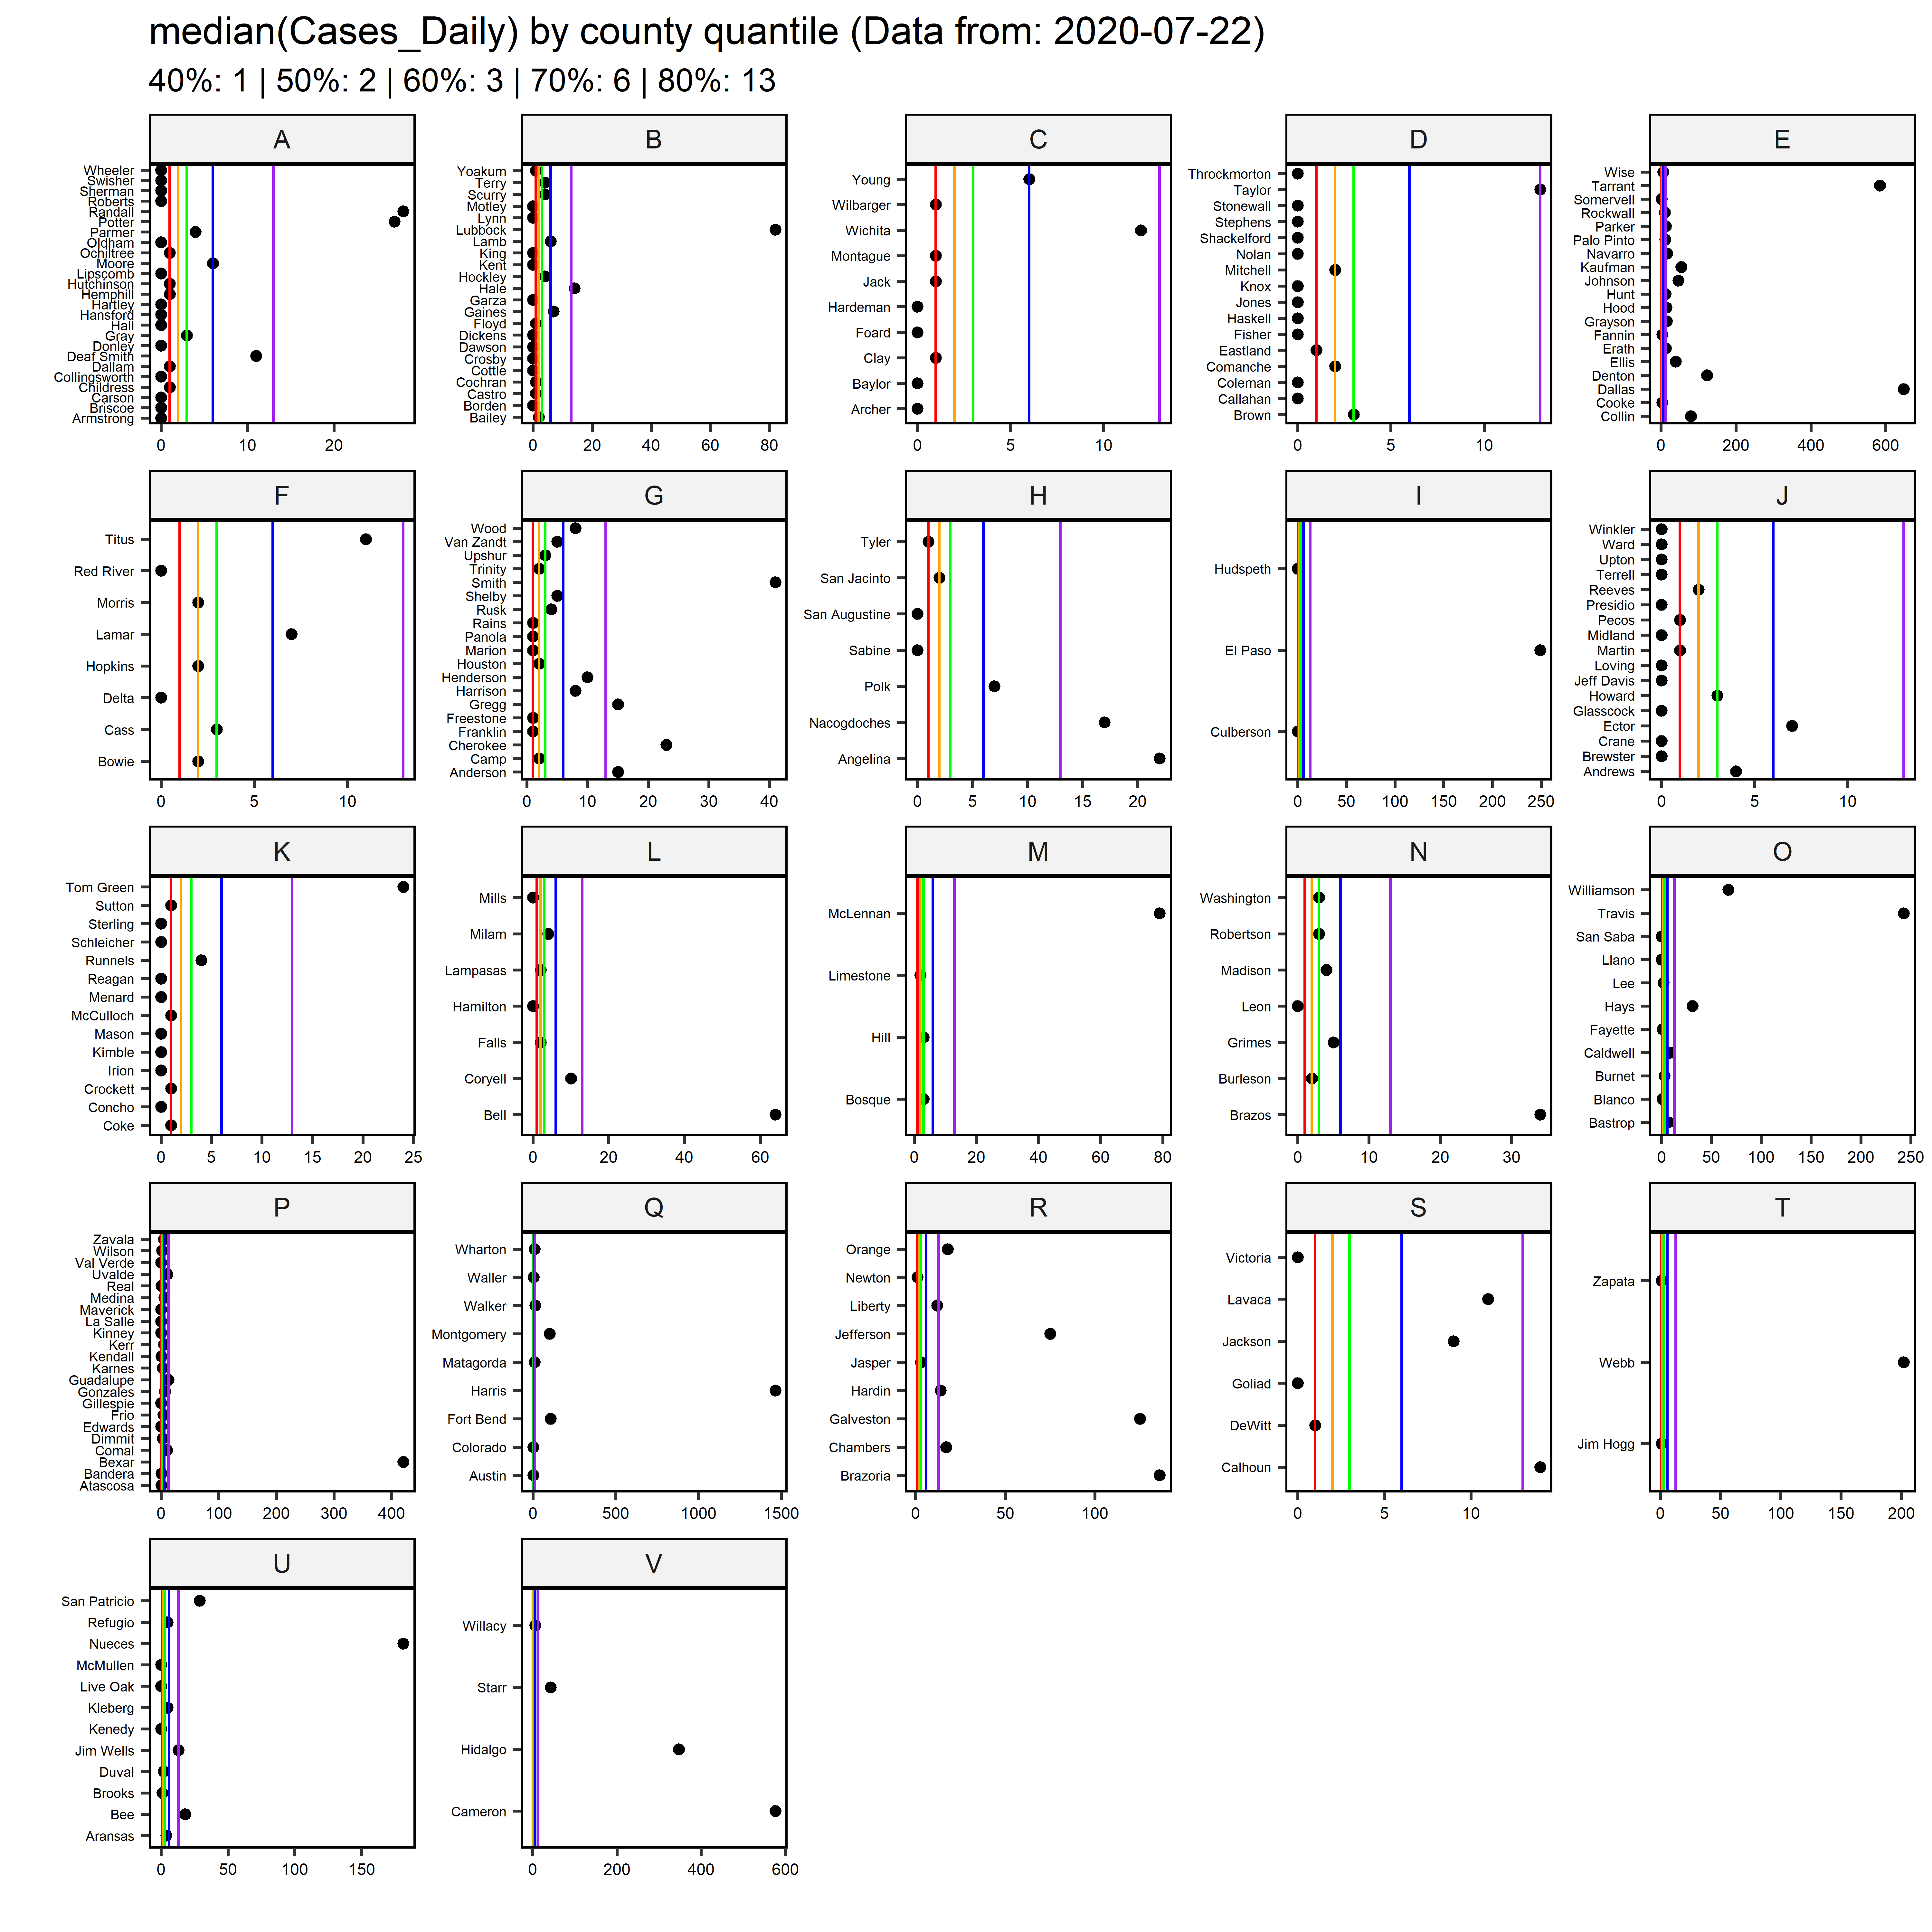 median(Cases_Daily) by county quantile (Data from: 2020-07-22)
40%: 1 | 50%: 2 | 60%: 3 | 70%: 6 | 80%: 13
A
Wheeler
Swisher
Sherman
Roberts
Randall
Potter
Parmer
Oldham
Ochiltree
Moore
Lipscomb
Hutchinson
Hemphill
Hartley
Hansford
Hall
Gray
Donley
Deaf Smith
Dallam
Collingsworth
Childress
Carson
Briscoe
Armstrong
0 10 20
B
Yoakum
Terry
Scurry
Motley
Lynn
Lubbock
Lamb
King
Kent
Hockley
Hale
Garza
Gaines
Floyd
Dickens
Dawson
Crosby
Cottle
Cochran
Castro
Borden
Bailey
0 20 40 60 80
C
Young
Wilbarger
Wichita
Montague
Jack
Hardeman
Foard
Clay
Baylor
Archer
0 5 10
D
Throckmorton
Taylor
Stonewall
Stephens
Shackelford
Nolan
Mitchell
Knox
Jones
Haskell
Fisher
Eastland
Comanche
Coleman
Callahan
Brown
0 5 10
E
Wise
Tarrant
Somervell
Rockwall
Parker
Palo Pinto
Navarro
Kaufman
Johnson
Hunt
Hood
Grayson
Fannin
Erath
Ellis
Denton
Dallas
Cooke
Collin
0 200 400 600
F
Titus
Red River
Morris
Lamar
Hopkins
Delta
Cass
Bowie
0 5 10
G
Wood
Van Zandt
Upshur
Trinity
Smith
Shelby
Rusk
Rains
Panola
Marion
Houston
Henderson
Harrison
Gregg
Freestone
Franklin
Cherokee
Camp
Anderson
0 10 20 30 40
H
Tyler
San Jacinto
San Augustine
Sabine
Polk
Nacogdoches
Angelina
0 5 10 15 20
I
Hudspeth
El Paso
Culberson
0 50 100 150 200 250
J
Winkler
Ward
Upton
Terrell
Reeves
Presidio
Pecos
Midland
Martin
Loving
Jeff Davis
Howard
Glasscock
Ector
Crane
Brewster
Andrews
0 5 10
K
Tom Green
Sutton
Sterling
Schleicher
Runnels
Reagan
Menard
McCulloch
Mason
Kimble
Irion
Crockett
Concho
Coke
0 5 10 15 20 25
L
Mills
Milam
Lampasas
Hamilton
Falls
Coryell
Bell
0 20 40 60
M
McLennan
Limestone
Hill
Bosque
0 20 40 60 80
N
Washington
Robertson
Madison
Leon
Grimes
Burleson
Brazos
0 10 20 30
O
Williamson
Travis
San Saba
Llano
Lee
Hays
Fayette
Caldwell
Burnet
Blanco
Bastrop
0 50 100 150 200 250
P
Zavala
Wilson
Val Verde
Uvalde
Real
Medina
Maverick
La Salle
Kinney
Kerr
Kendall
Karnes
Guadalupe
Gonzales
Gillespie
Frio
Edwards
Dimmit
Comal
Bexar
Bandera
Atascosa
0 100 200 300 400
Q
Wharton
Waller
Walker
Montgomery
Matagorda
Harris
Fort Bend
Colorado
Austin
0 500 1000 1500
R
Orange
Newton
Liberty
Jefferson
Jasper
Hardin
Galveston
Chambers
Brazoria
0 50 100
S
Victoria
Lavaca
Jackson
Goliad
DeWitt
Calhoun
0 5 10
T
Zapata
Webb
Jim Hogg
0 50 100 150 200
U
San Patricio
Refugio
Nueces
McMullen
Live Oak
Kleberg
Kenedy
Jim Wells
Duval
Brooks
Bee
Aransas
0 50 100 150
V
Willacy
Starr
Hidalgo
Cameron
0 200 400 600